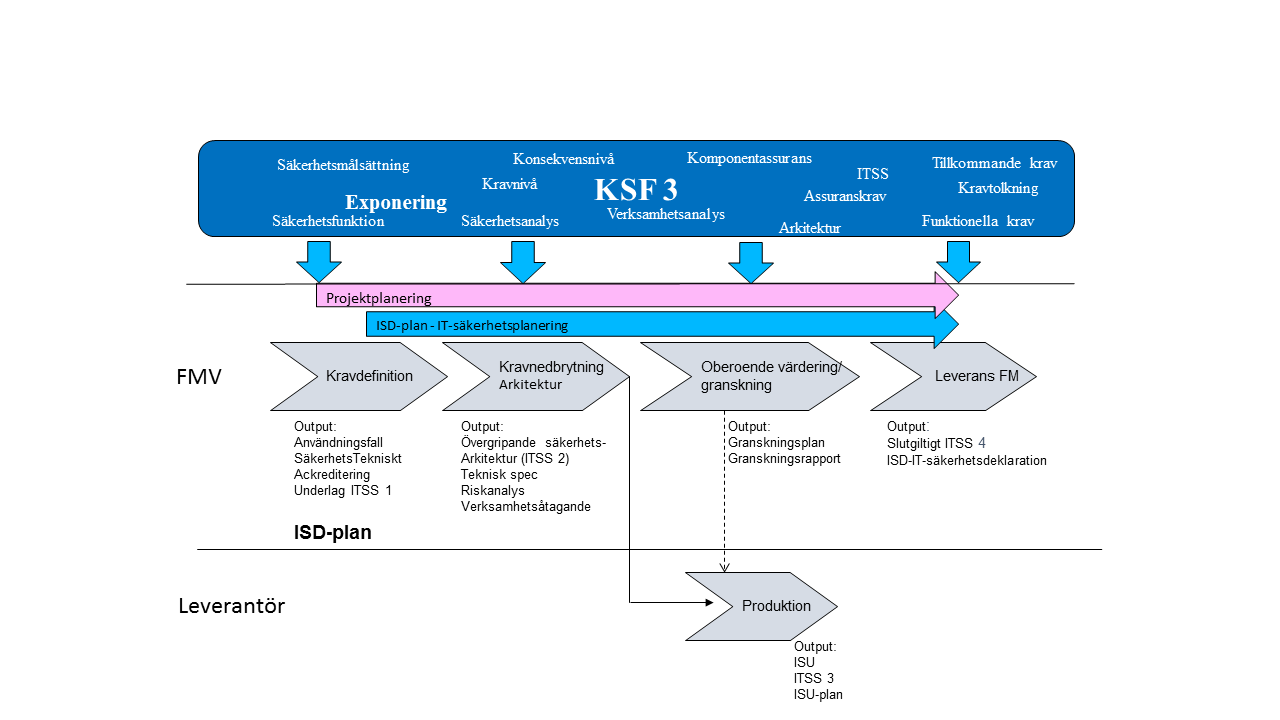 Säkerhetsmålsättning
Konsekvensnivå
Komponentassurans
Tillkommande krav
Kravnivå
KSF 3
ITSS
Kravtolkning
Exponering
Assuranskrav
Säkerhetsfunktion
Säkerhetsanalys
Verksamhetsanalys
Arkitektur
Funktionella krav
Projektplanering
ISD-plan - IT-säkerhetsplanering
FMV
Kravdefinition
Kravnedbrytning
Arkitektur
Oberoende värdering/
granskning
Leverans FM
Output:
Användningsfall
SäkerhetsTekniskt
Ackreditering
Underlag ITSS 1
Output:
Övergripande säkerhets-
Arkitektur (ITSS 2)
Teknisk spec
Riskanalys
Verksamhetsåtagande
Output:
Granskningsplan
Granskningsrapport
Output:
Slutgiltigt ITSS 4
ISD-IT-säkerhetsdeklaration
ISD-plan
Leverantör
Produktion
Output:
ISU
ITSS 3
ISU-plan